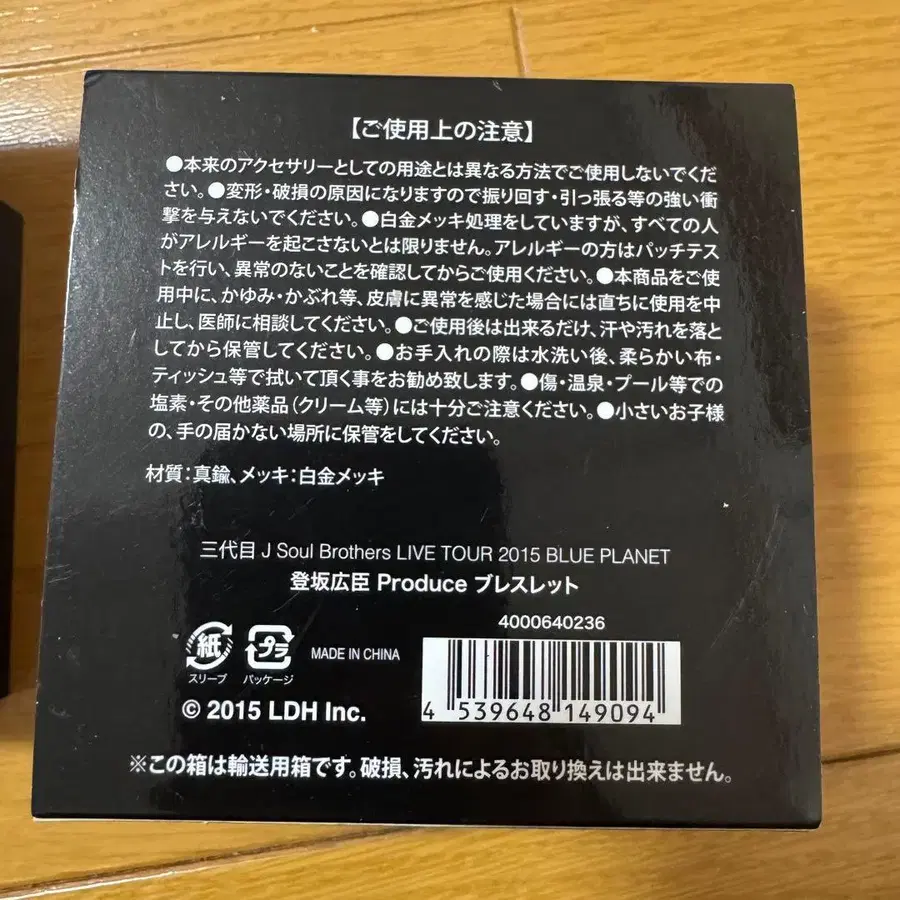 【ご使用上の注意】
●本来のアクセサリーとしての用途とは異なる方法でご使用しないでくだ
さい。●変形・破損の原因になりますので振り回す・引っ張る等の強い衝
撃を与えないでください。●白金メッキ処理をしていますが、すべての人
がアレルギーを起こさないとは限りません。アレルギーの方はパッチテス
トを行い、異常のないことを確認してからご使用ください。●本商品をご使
用中に、かゆみ・かぶれ等、皮膚に異常を感じた場合には直ちに使用を中
止し、医師に相談してください。●ご使用後は出来るだけ、汗や汚れを落と
してから保管してください。●お手入れの際は水洗い後、柔らかい布・
ティッシュ等で拭いて頂く事をお勧め致します。●傷・温泉・プール等での
塩素・その他薬品(クリーム等)には十分ご注意ください。●小さいお子様
の、手の届かない場所に保管をしてください。
材質：真鍮、メッキ：白金メッキ
三代目 J Soul Brothers LIVE TOUR 2015 BLUE PLANET
登坂広臣 Produce ブレスレット
4000640236
紙 プラ MADE IN CHINA
スリーブ パッケージ
© 2015 LDH Inc.
4 539648 149094
※この箱は輸送用箱です。破損、汚れによるお取り換えは出来ません。